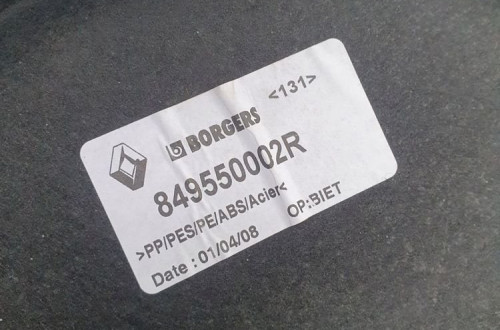 <131>
BORGERS
849550002R
>PP/PES/PE/ABS/Acier<
OP:BIET
Date : 01/04/08